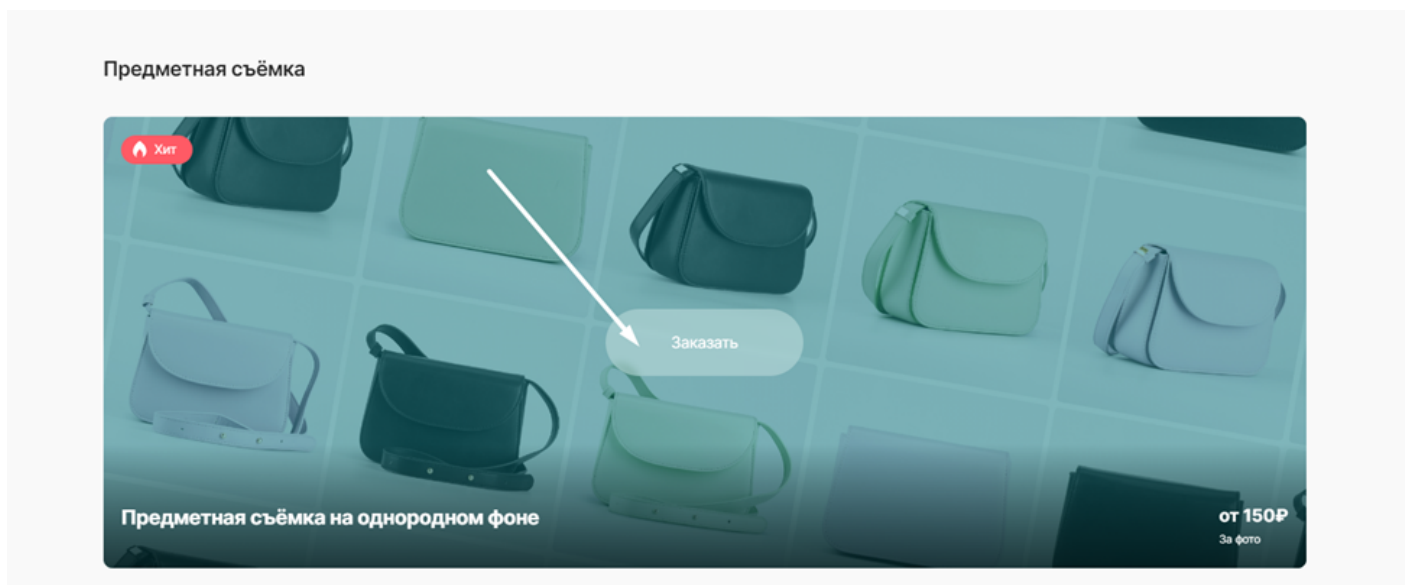 Предметная съёмка
Хит
Заказать
Предметная съёмка на однородном фоне
от 150₽
За фото